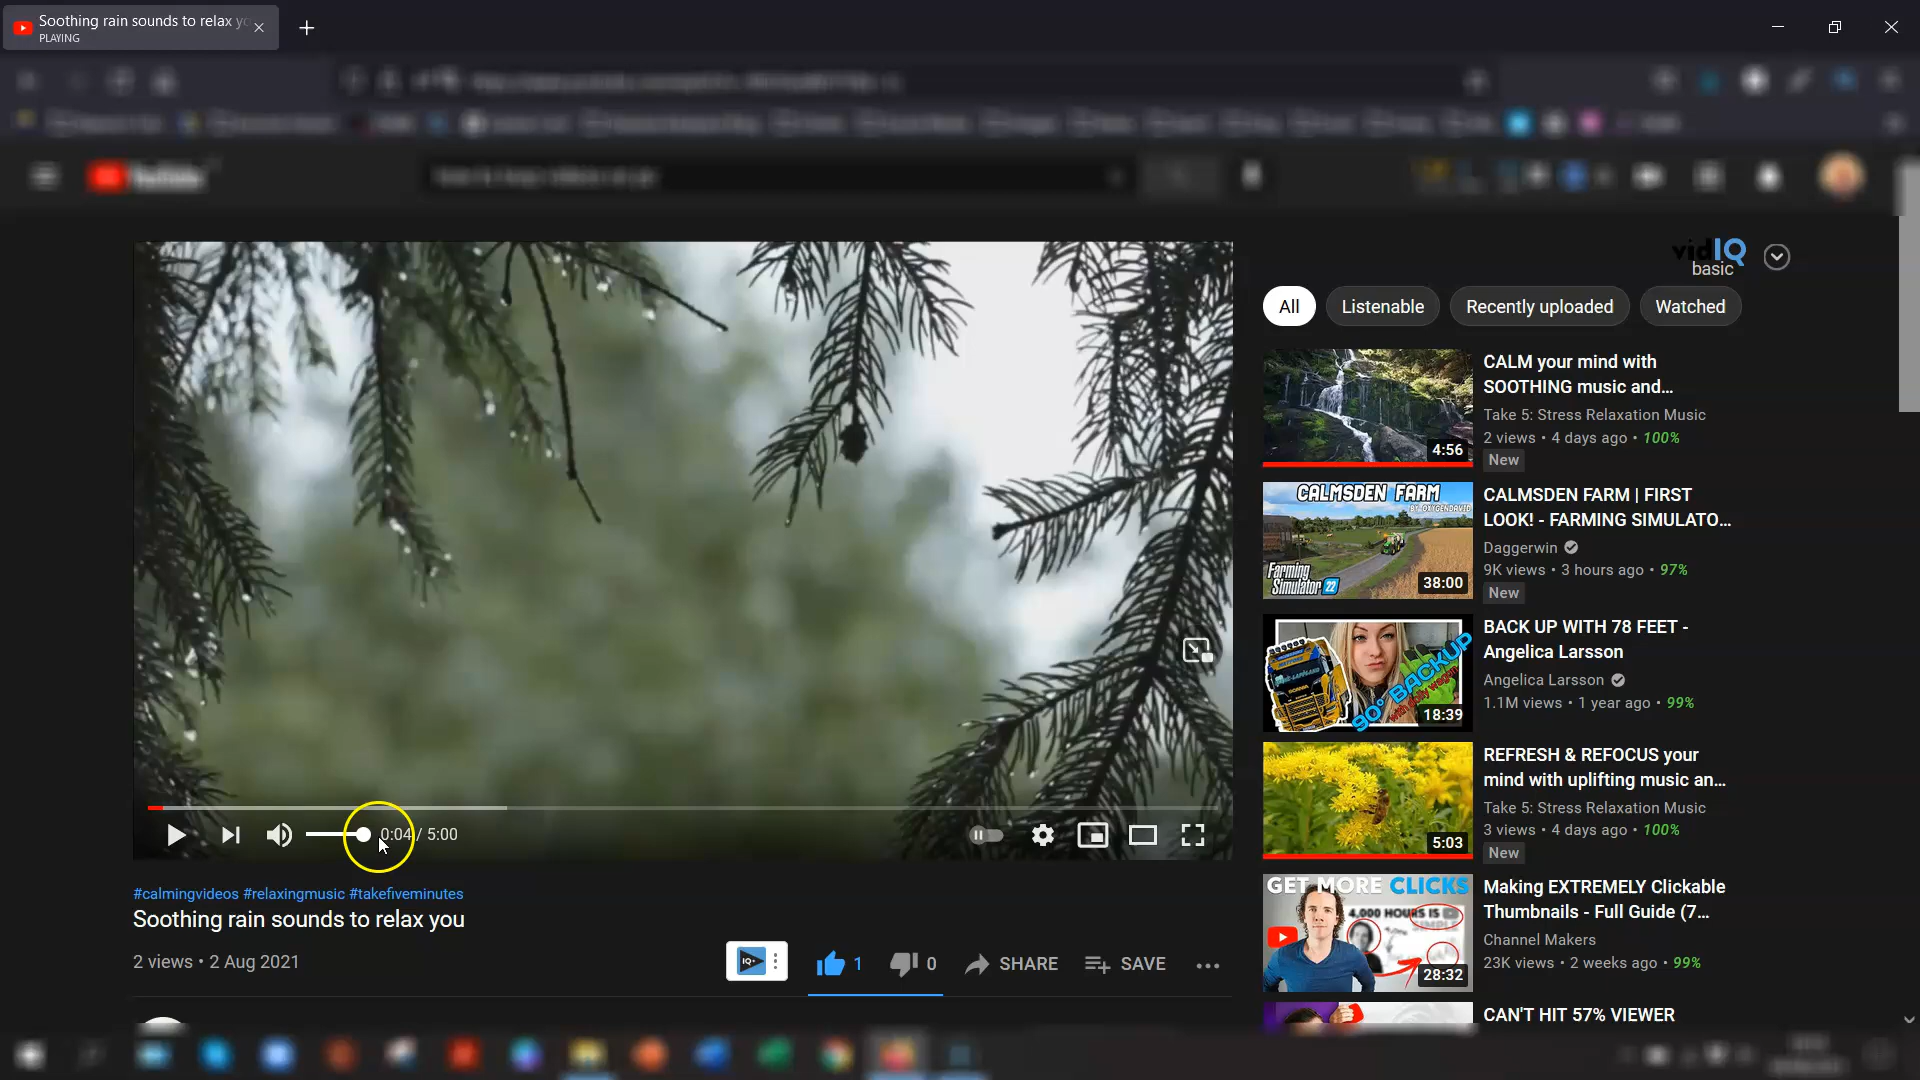 Soothing rain sounds to relax yo
PLAYING
vidIQ
basic
All
Listenable
Recently uploaded
Watched
4:56
CALM your mind with
SOOTHING music and...
Take 5: Stress Relaxation Music
2 views • 4 days ago • 100%
New
CALMSDEN FARM
BY OXYGENDAVID
Farming
Simulator 22
38:00
CALMSDEN FARM | FIRST
LOOK! - FARMING SIMULATO...
Daggerwin
9K views • 3 hours ago • 97%
New
90° BACKUP
18:39
BACK UP WITH 78 FEET -
Angelica Larsson
Angelica Larsson
1.1M views • 1 year ago • 99%
5:03
REFRESH & REFOCUS your
mind with uplifting music an...
Take 5: Stress Relaxation Music
3 views • 4 days ago • 100%
New
GET MORE CLICKS
4,000 HOURS IS
28:32
Making EXTREMELY Clickable
Thumbnails - Full Guide (7...
Channel Makers
23K views • 2 weeks ago • 99%
CAN'T HIT 57% VIEWER
0:04 / 5:00
#calmingvideos #relaxingmusic #takefiveminutes
Soothing rain sounds to relax you
2 views • 2 Aug 2021
IQ+
1
0
SHARE
SAVE